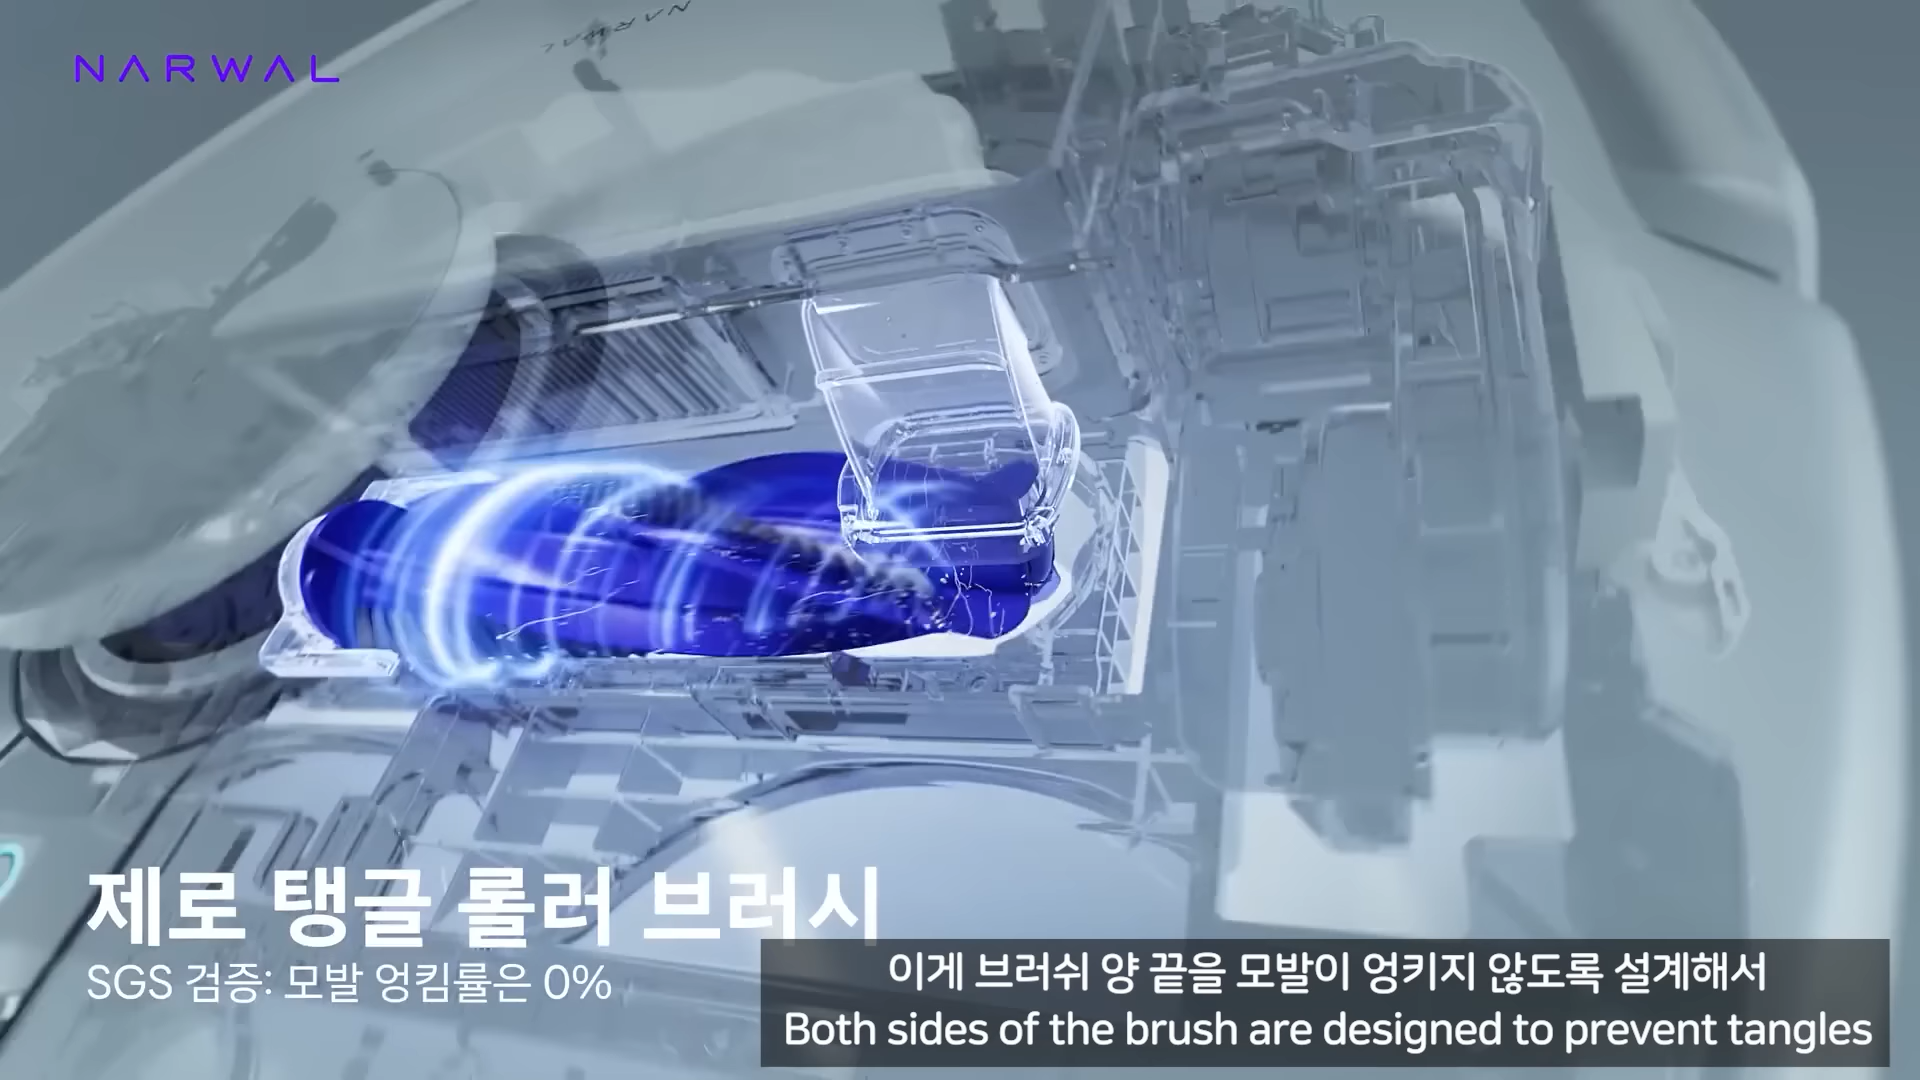 NARWAL
NARWAL
제로 탱글 롤러 브러시
SGS 검증: 모발 엉킴률은 0%
이게 브러쉬 양 끝을 모발이 엉키지 않도록 설계해서
Both sides of the brush are designed to prevent tangles